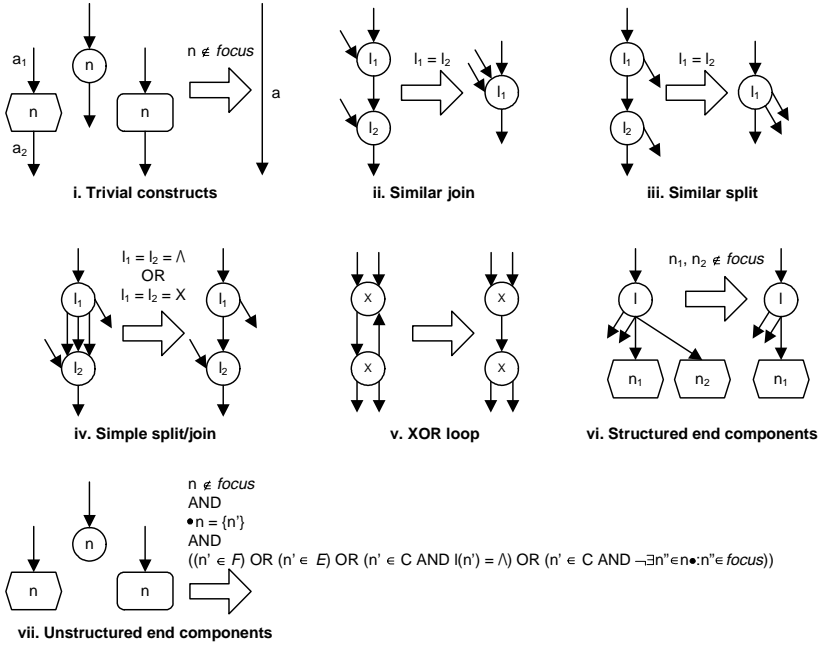 a1
n
n
n
a2
n ∉ focus
a
i. Trivial constructs
l1
l2
l1 = l2
l1
ii. Similar join
l1
l2
l1 = l2
l1
iii. Similar split
l1
l2
l1 = l2 = /\
OR
l1 = l2 = X
l1
l2
iv. Simple split/join
X
X
X
X
v. XOR loop
n1, n2 ∉ focus
l
n1
n2
l
n1
vi. Structured end components
n
n
n
n ∉ focus
AND
•n = {n'}
AND
((n' ∈ F) OR (n' ∈ E) OR (n' ∈ C AND l(n') = /\) OR (n' ∈ C AND ¬∃n”∈n•:n”∈focus))
vii. Unstructured end components